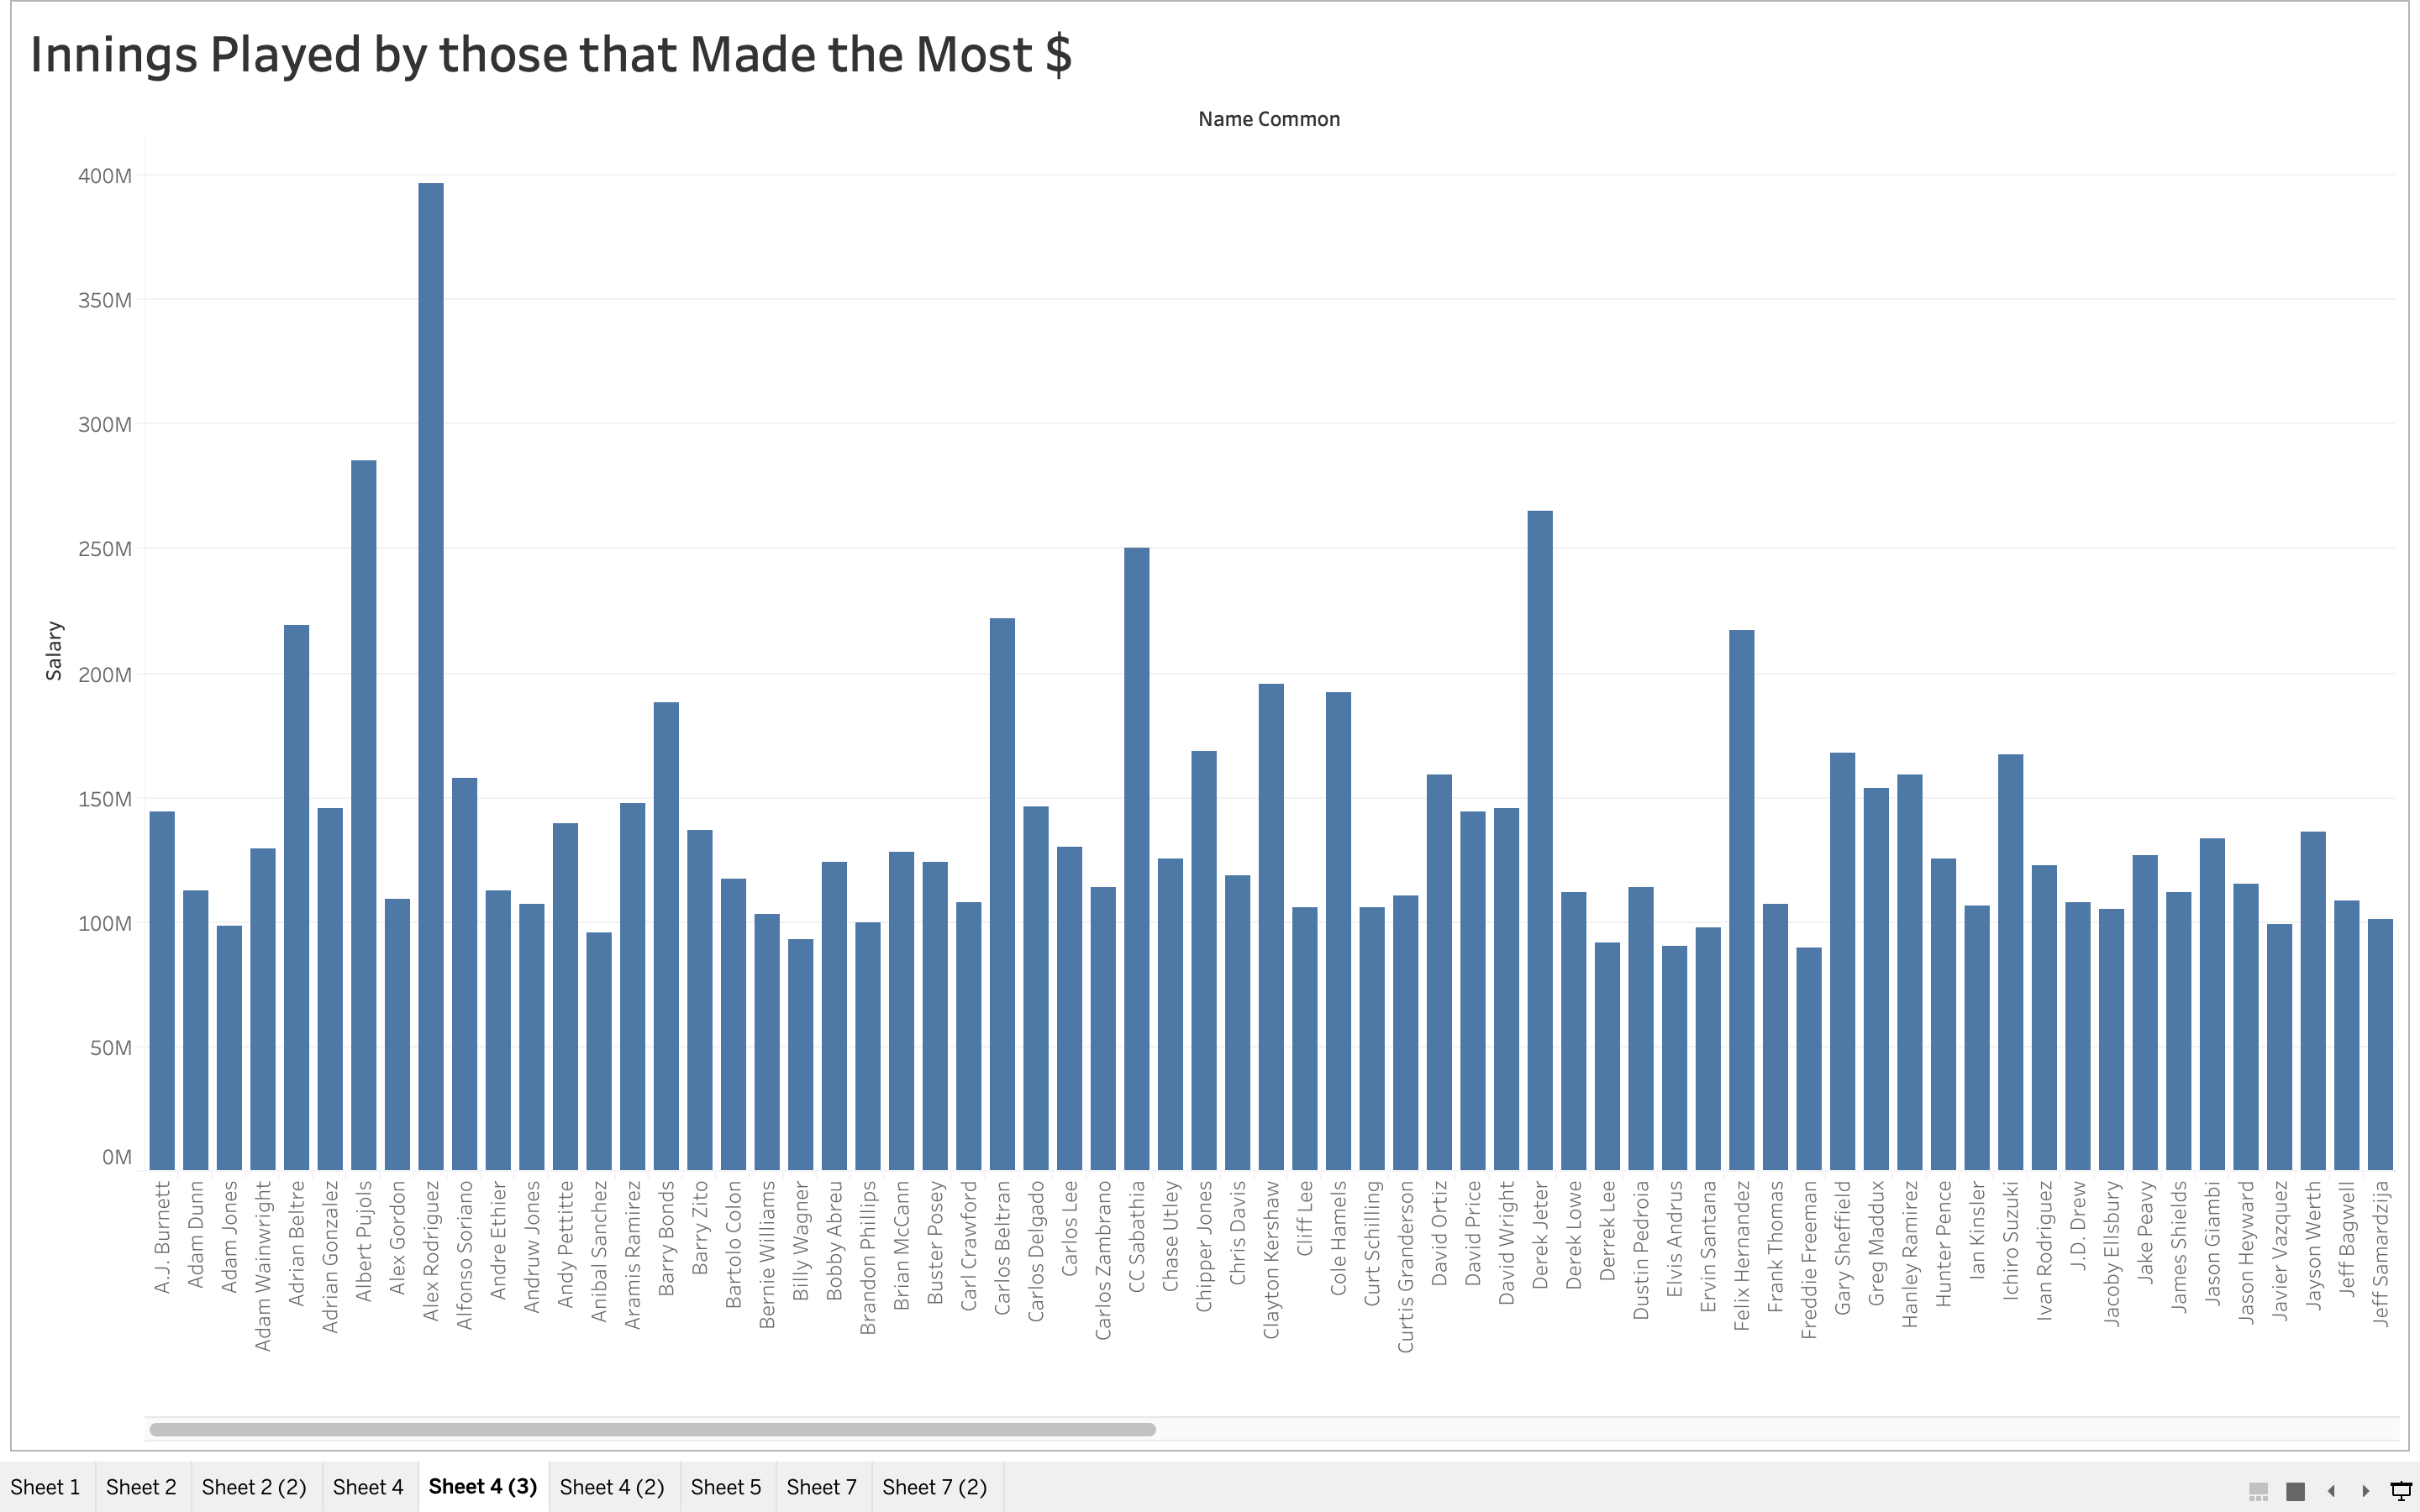 Innings Played by those that Made the Most $
Name Common
400M
350M
300M
250M
200M
150M
100M
50M
0M
Salary
A.J. Burnett
Adam Dunn
Adam Jones
Adam Wainwright
Adrian Beltre
Adrian Gonzalez
Albert Pujols
Alex Gordon
Alex Rodriguez
Alfonso Soriano
Andre Ethier
Andruw Jones
Andy Pettitte
Anibal Sanchez
Aramis Ramirez
Barry Bonds
Barry Zito
Bartolo Colon
Bernie Williams
Billy Wagner
Bobby Abreu
Brandon Phillips
Brian McCann
Buster Posey
Carl Crawford
Carlos Beltran
Carlos Delgado
Carlos Lee
Carlos Zambrano
CC Sabathia
Chase Utley
Chipper Jones
Chris Davis
Clayton Kershaw
Cliff Lee
Cole Hamels
Curt Schilling
Curtis Granderson
David Ortiz
David Price
David Wright
Derek Jeter
Derek Lowe
Derrek Lee
Dustin Pedroia
Elvis Andrus
Ervin Santana
Felix Hernandez
Frank Thomas
Freddie Freeman
Gary Sheffield
Greg Maddux
Hanley Ramirez
Hunter Pence
Ian Kinsler
Ichiro Suzuki
Ivan Rodriguez
J.D. Drew
Jacoby Ellsbury
Jake Peavy
James Shields
Jason Giambi
Jason Heyward
Javier Vazquez
Jayson Werth
Jeff Bagwell
Jeff Samardzija
Sheet 1 Sheet 2 Sheet 2 (2) Sheet 4 Sheet 4 (3) Sheet 4 (2) Sheet 5 Sheet 7 Sheet 7 (2)